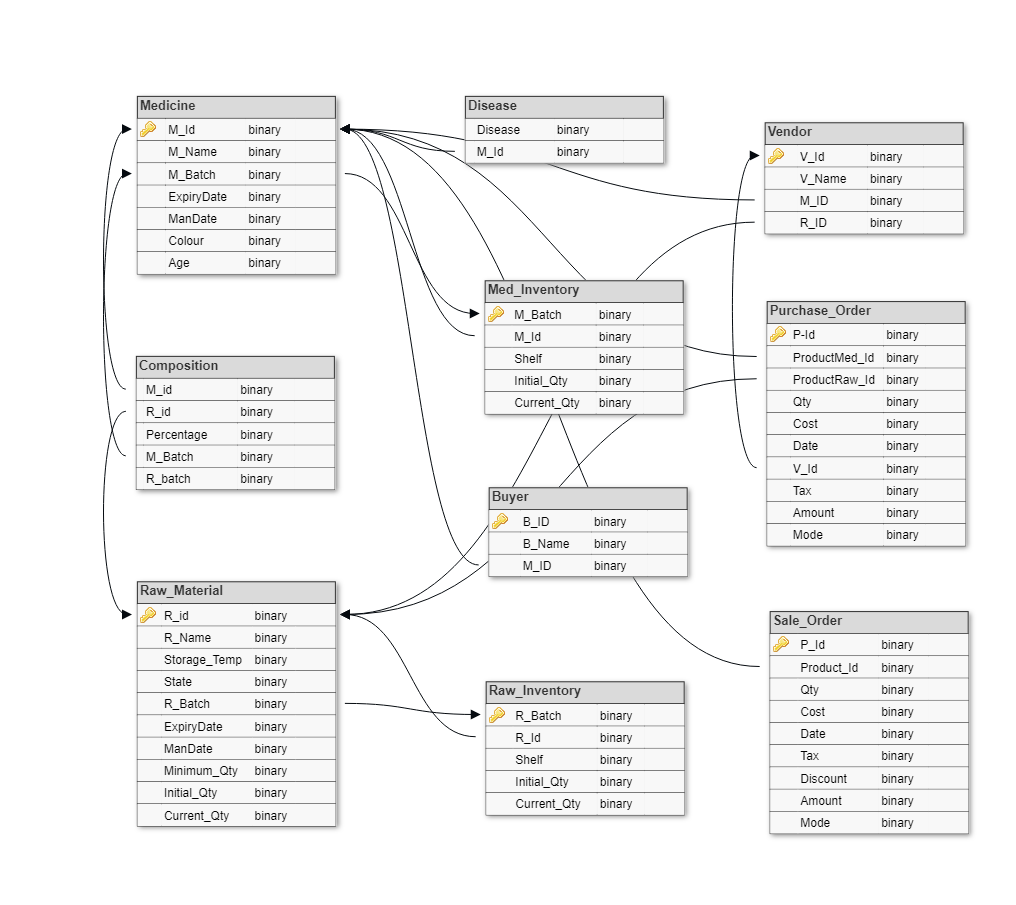 Medicine
M_Id binary
M_Name binary
M_Batch binary
ExpiryDate binary
ManDate binary
Colour binary
Age binary
Disease
Disease binary
M_Id binary
Vendor
V_Id binary
V_Name binary
M_ID binary
R_ID binary
Med_Inventory
M_Batch binary
M_Id binary
Shelf binary
Initial_Qty binary
Current_Qty binary
Purchase_Order
P-Id binary
ProductMed_Id binary
ProductRaw_Id binary
Qty binary
Cost binary
Date binary
V_Id binary
Tax binary
Amount binary
Mode binary
Composition
M_id binary
R_id binary
Percentage binary
M_Batch binary
R_batch binary
Buyer
B_ID binary
B_Name binary
M_ID binary
Raw_Material
R_id binary
R_Name binary
Storage_Temp binary
State binary
R_Batch binary
ExpiryDate binary
ManDate binary
Minimum_Qty binary
Initial_Qty binary
Current_Qty binary
Raw_Inventory
R_Batch binary
R_Id binary
Shelf binary
Initial_Qty binary
Current_Qty binary
Sale_Order
P_Id binary
Product_Id binary
Qty binary
Cost binary
Date binary
Tax binary
Discount binary
Amount binary
Mode binary